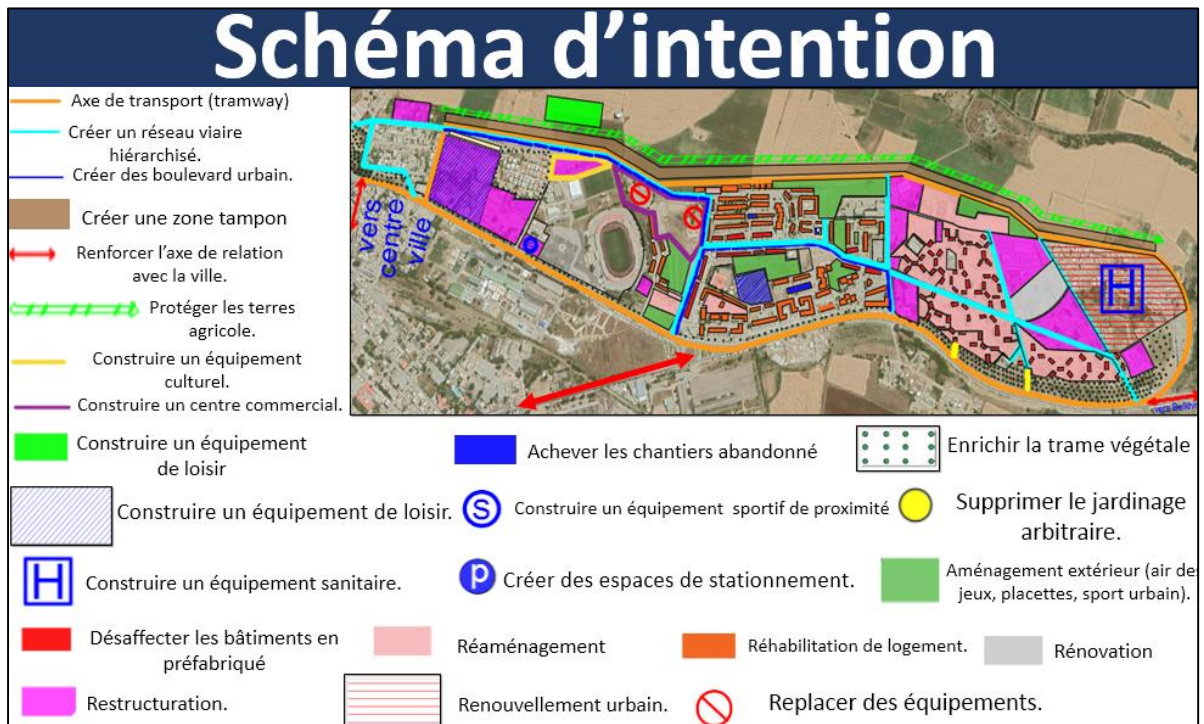 Schéma d'intention
Axe de transport (tramway)
Créer un réseau viaire
hiérarchisé.
Créer des boulevard urbain.
Créer une zone tampon
Renforcer l'axe de relation
avec la ville.
Protéger les terres
agricole.
Construire un équipement
culturel.
Construire un centre commercial.
vers
centre
ville
S
H
Construire un équipement
de loisir
Achever les chantiers abandonné
Enrichir la trame végétale
Construire un équipement de loisir.
S
Construire un équipement sportif de proximité
Supprimer le jardinage
arbitraire.
H
Construire un équipement sanitaire.
p
Créer des espaces de stationnement.
Aménagement extérieur (air des
jeux, placettes, sport urbain).
Désaffecter les bâtiments en
préfabriqué
Réaménagement
Réhabilitation de logement.
Rénovation
Restructuration.
Renouvellement urbain.
Replacer des équipements.